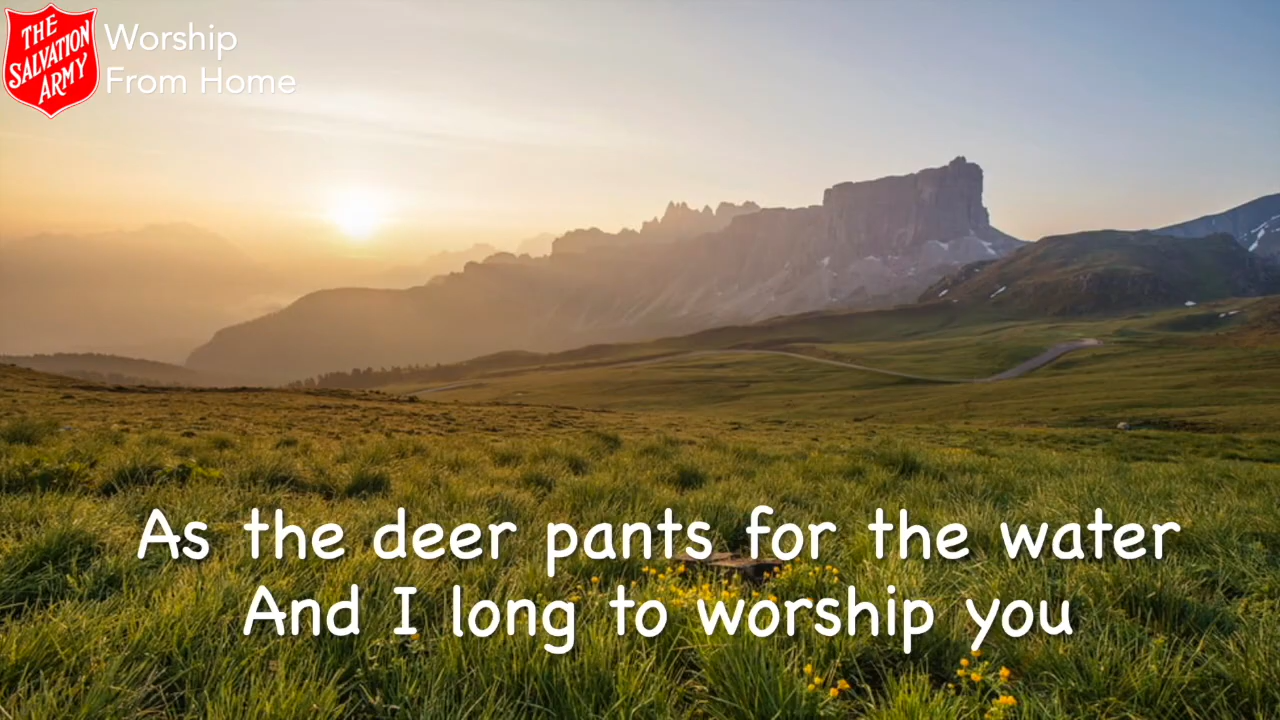 THE
SALVATION
ARMY
Worship
From Home
As the deer pants for the water
And I long to worship you